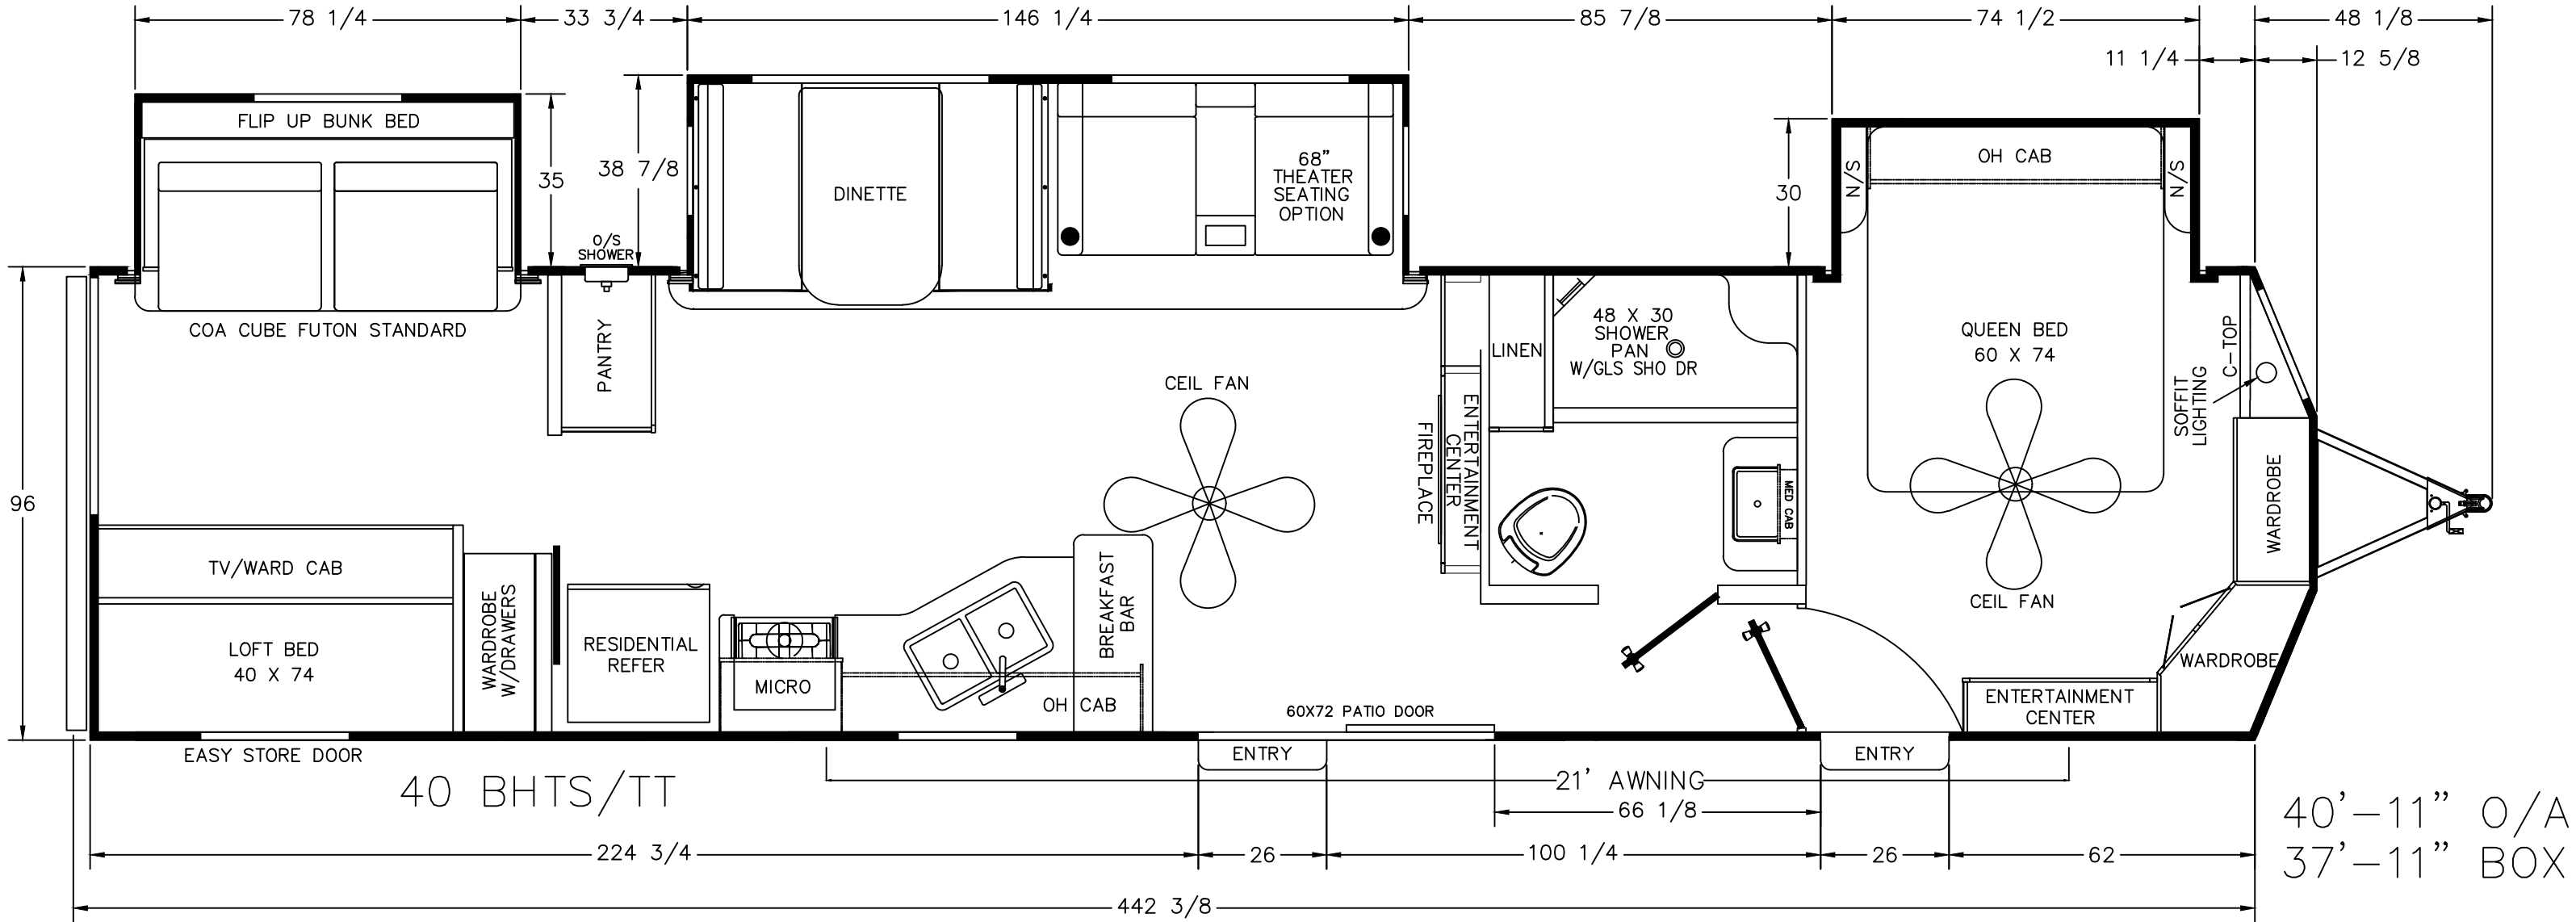 78 1/4
33 3/4
146 1/4
85 7/8
74 1/2
48 1/8
11 1/4
12 5/8
FLIP UP BUNK BED
35
38 7/8
DINETTE
68”
THEATER
SEATING
OPTION
30
N/S
OH CAB
N/S
O/S
SHOWER
COA CUBE FUTON STANDARD
PANTRY
CEIL FAN
LINEN
48 X 30
SHOWER
PAN
W/GLS SHO DR
QUEEN BED
60 X 74
C-TOP
SOFFIT
LIGHTING
ENTERTAINMENT
CENTER
FIREPLACE
MED CAB
WARDROBE
96
TV/WARD CAB
LOFT BED
40 X 74
WARDROBE
W/DRAWERS
RESIDENTIAL
REFER
MICRO
BREAKFAST
BAR
OH CAB
CEIL FAN
WARDROBE
ENTERTAINMENT
CENTER
60X72 PATIO DOOR
EASY STORE DOOR
ENTRY
ENTRY
40 BHTS/TT
21’ AWNING
66 1/8
40’-11” O/A
37’-11” BOX
224 3/4
26
100 1/4
26
62
442 3/8